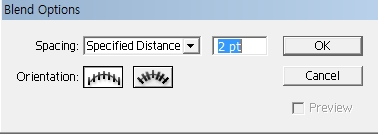 Blend Options
Spacing: Specified Distance 2 pt OK
Orientation: Cancel
Preview